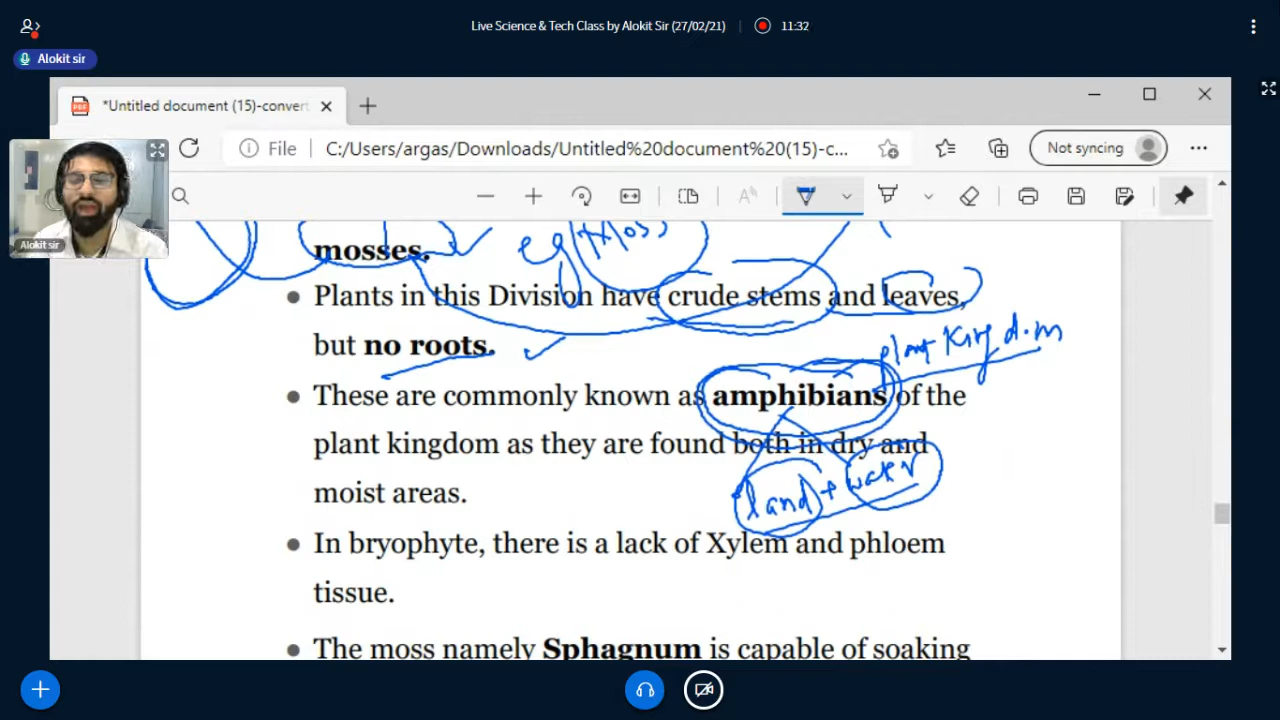 Live Science & Tech Class by Alokit Sir (27/02/21) 11:32
Alokit sir
*Untitled document (15)-convert
File C:/Users/argas/Downloads/Untitled%20document%20(15)-c... Not syncing
Alokit sir
eg Moss
mosses.
Plants in this Division have crude stems and leaves,
plant Kingdom
but no roots.
These are commonly known as amphibians of the
plant kingdom as they are found both in dry and
land + water
moist areas.
In bryophyte, there is a lack of Xylem and phloem
tissue.
The moss namely Sphagnum is capable of soaking